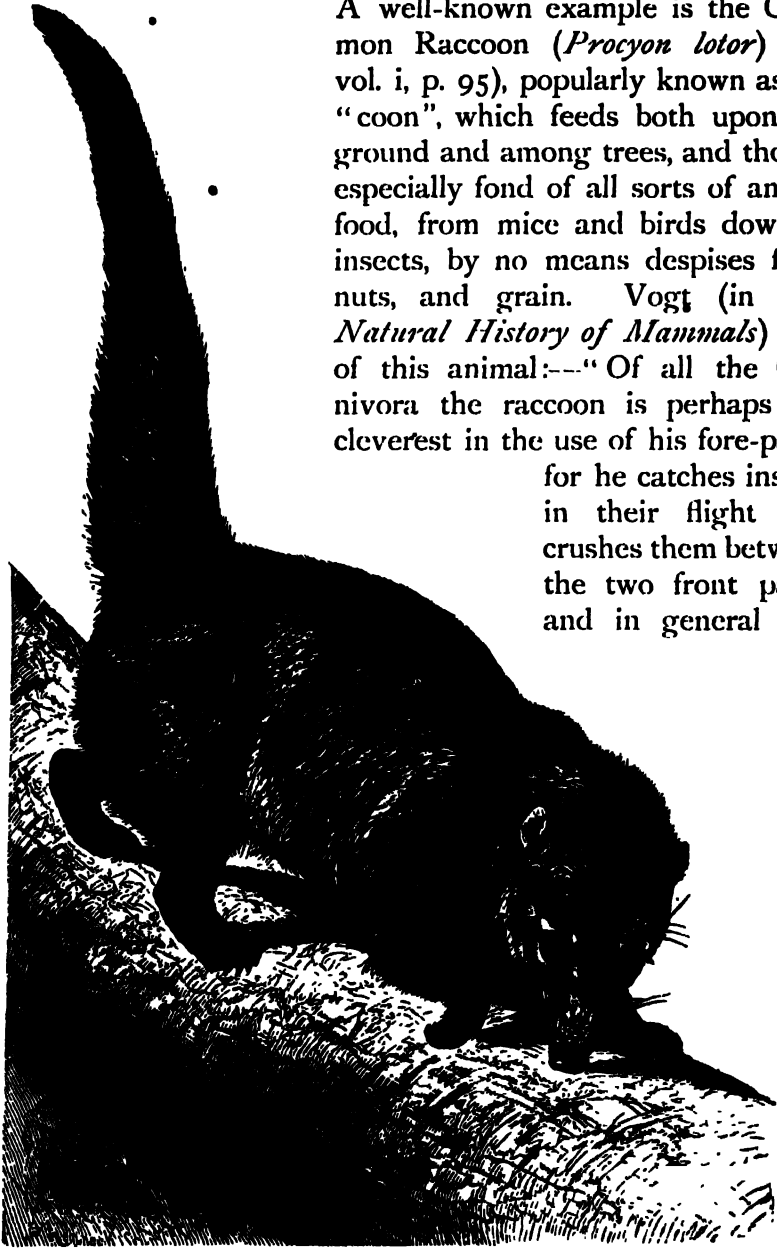 A well-known example is the C
mon Raccoon (Procyon lotor)
vol. i, p. 95), popularly known as
“coon”, which feeds both upon
ground and among trees, and tho
especially fond of all sorts of an
food, from mice and birds dow
insects, by no means despises f
nuts, and grain. Vogt (in
Natural History of Mammals)
of this animal:—“Of all the
nivora the raccoon is perhaps
cleverest in the use of his fore-p
for he catches ins
in their flight
crushes them betw
the two front pa
and in general